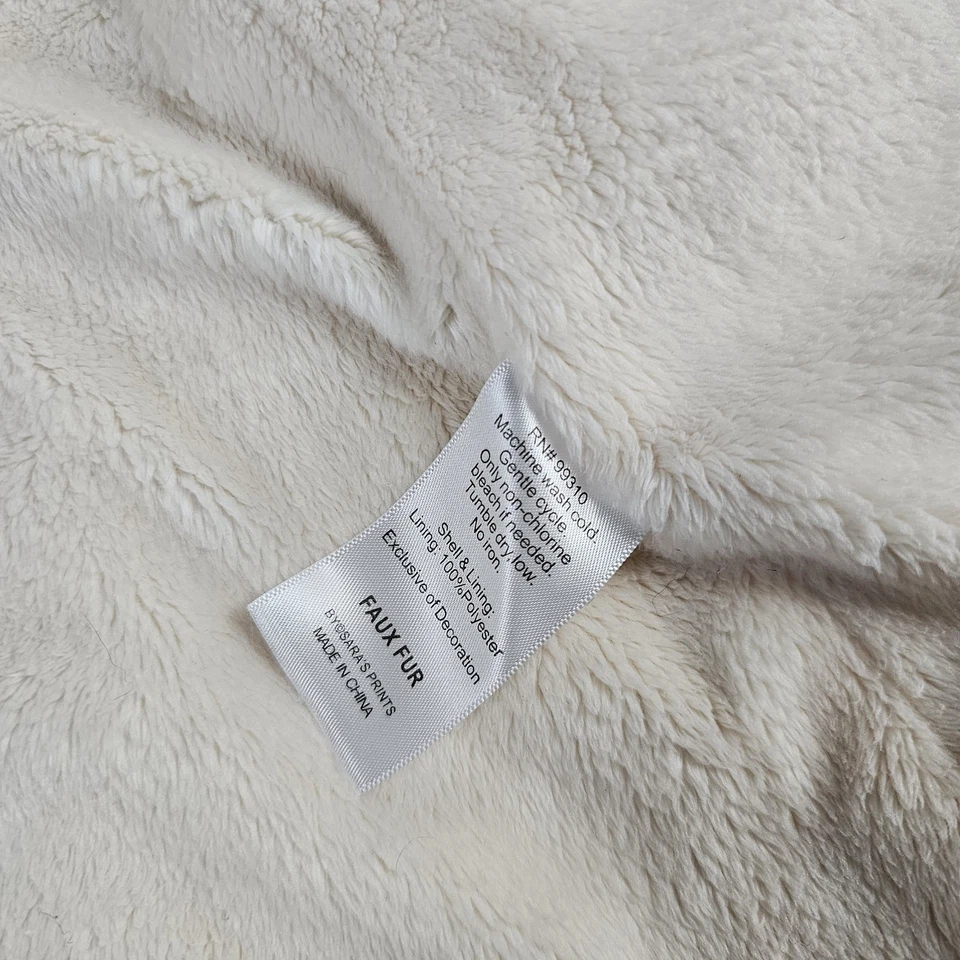 RN# 99310
Machine wash cold.
Gentle cycle.
Only non-chlorine
bleach if needed.
Tumble dry low.
No iron.
Shell & Lining:
Lining: 100%Polyester
Exclusive of Decoration
FAUX FUR
BY©SARA'S PRINTS
MADE IN CHINA